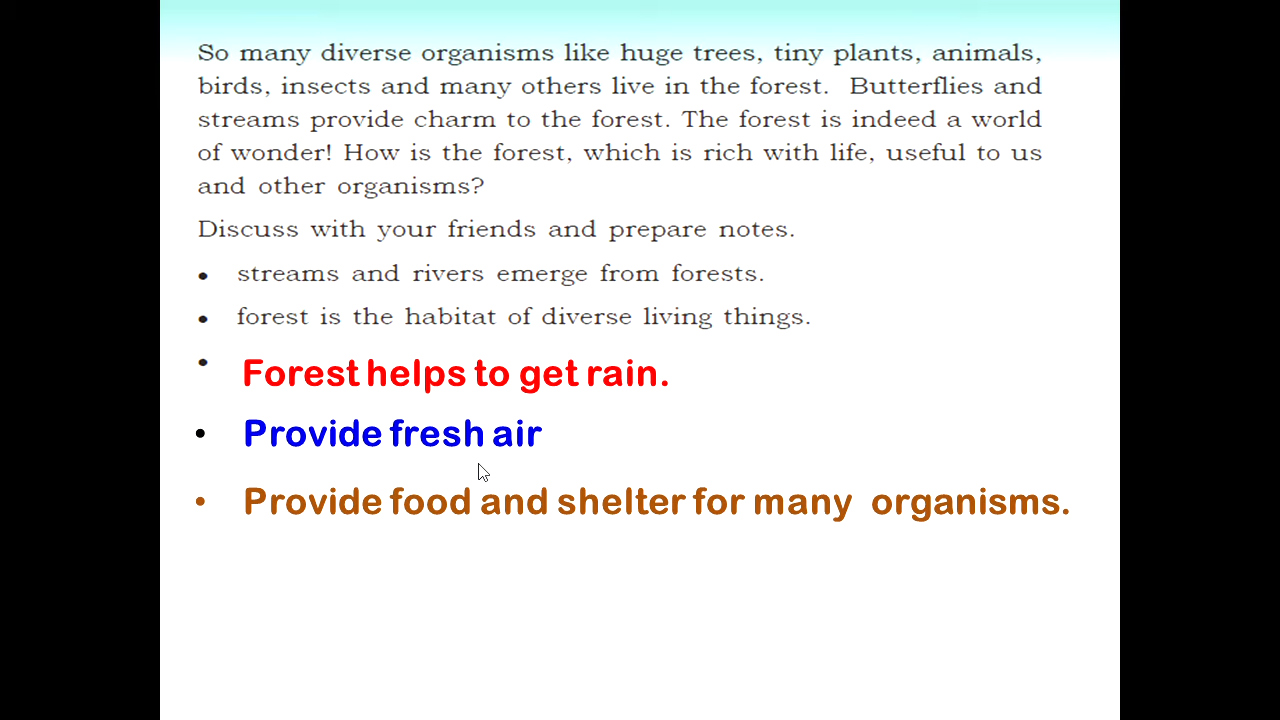 So many diverse organisms like huge trees, tiny plants, animals,
birds, insects and many others live in the forest. Butterflies and
streams provide charm to the forest. The forest is indeed a world
of wonder! How is the forest, which is rich with life, useful to us
and other organisms?
Discuss with your friends and prepare notes.
• streams and rivers emerge from forests.
• forest is the habitat of diverse living things.
• Forest helps to get rain.
• Provide fresh air
• Provide food and shelter for many organisms.